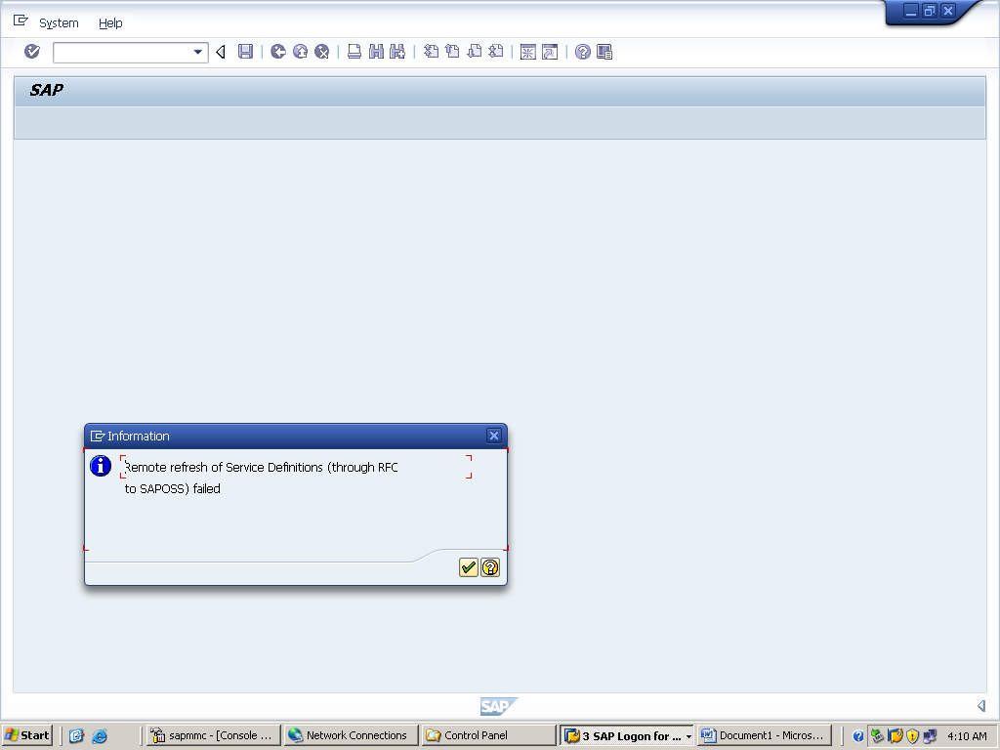 System Help
SAP
Information
Remote refresh of Service Definitions (through RFC
to SAPOSS) failed
SAP
Start sapmmc - [Console ... Network Connections Control Panel 3 SAP Logon for ... Document1 - Micros... 4:10 AM